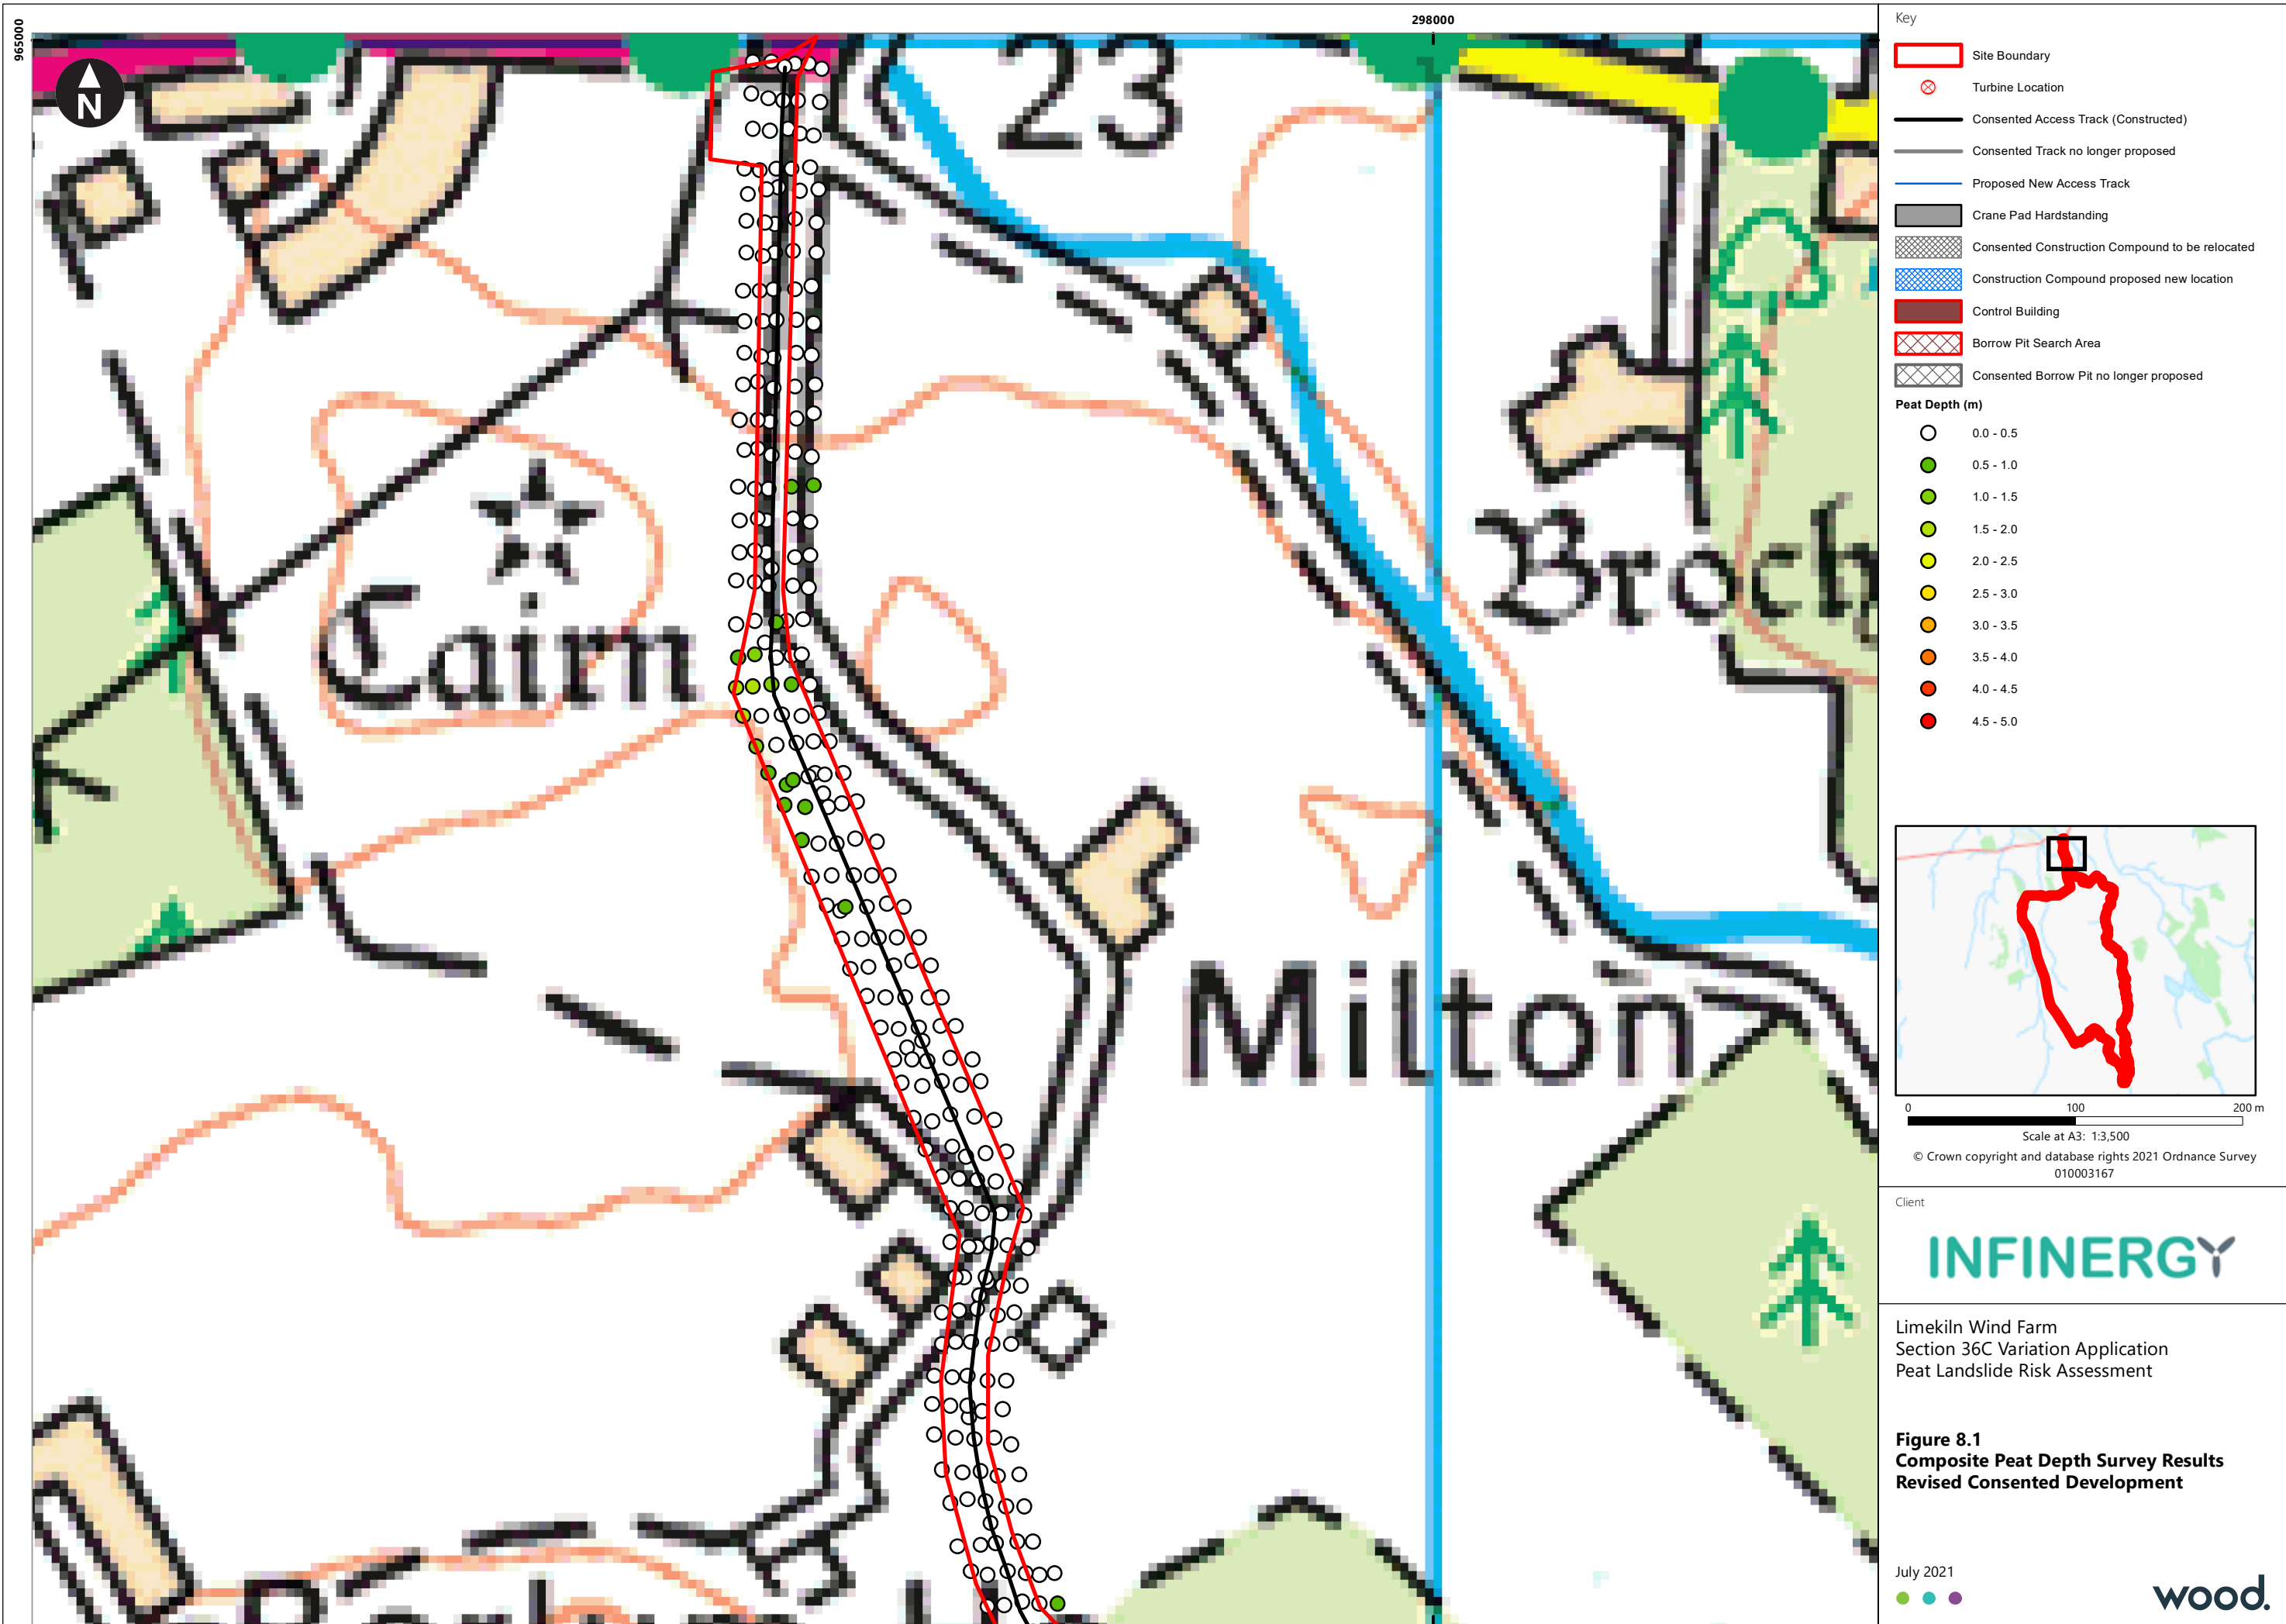 298000
965000
N
23
Cairn
Broch
Milton
Key
Site Boundary
Turbine Location
Consented Access Track (Constructed)
Consented Track no longer proposed
Proposed New Access Track
Crane Pad Hardstanding
Consented Construction Compound to be relocated
Construction Compound proposed new location
Control Building
Borrow Pit Search Area
Consented Borrow Pit no longer proposed
Peat Depth (m)
0.0 - 0.5
0.5 - 1.0
1.0 - 1.5
1.5 - 2.0
2.0 - 2.5
2.5 - 3.0
3.0 - 3.5
3.5 - 4.0
4.0 - 4.5
4.5 - 5.0
0 100 200 m
Scale at A3: 1:3,500
© Crown copyright and database rights 2021 Ordnance Survey
010003167
Client
INFINERGY
Limekiln Wind Farm
Section 36C Variation Application
Peat Landslide Risk Assessment
Figure 8.1
Composite Peat Depth Survey Results
Revised Consented Development
July 2021
wood.